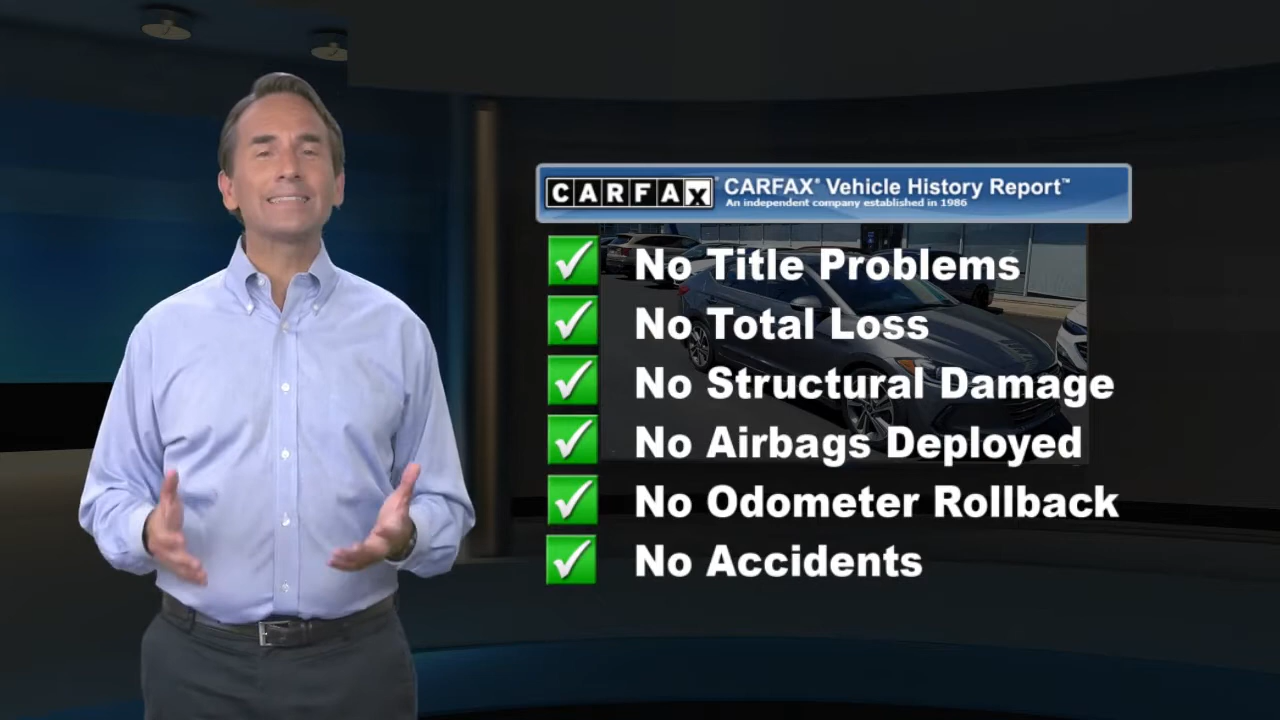 CARFAX® CARFAX® Vehicle History Report™
An independent company established in 1986
No Title Problems
No Total Loss
No Structural Damage
No Airbags Deployed
No Odometer Rollback
No Accidents